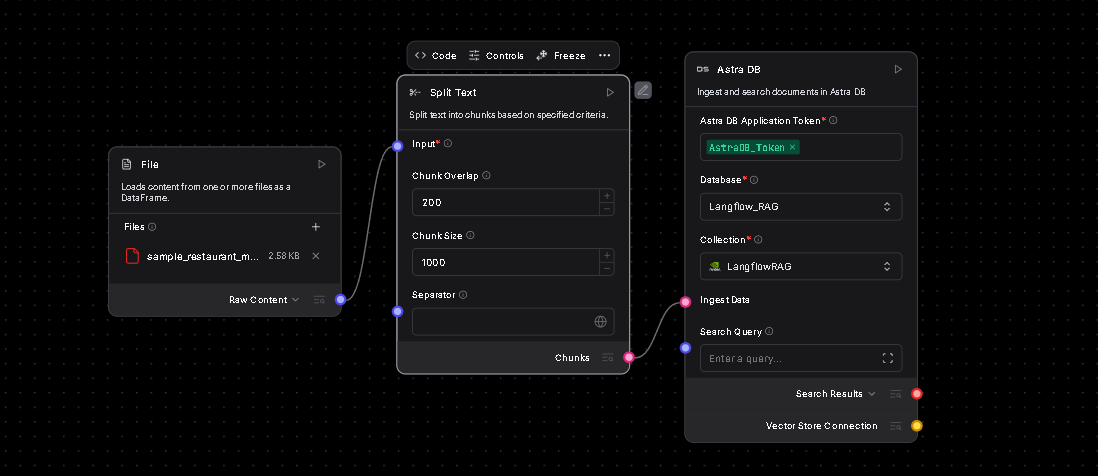 Code
Controls
Freeze
File
Loads content from one or more files as a
DataFrame.
Files
sample_restaurant_m...
2.58 KB
Raw Content
Split Text
Split text into chunks based on specified criteria.
Input*
Chunk Overlap
200
Chunk Size
1000
Separator
Chunks
DS
Astra DB
Ingest and search documents in Astra DB
Astra DB Application Token*
AstraDB_Token
Database*
Langflow_RAG
Collection*
LangflowRAG
Ingest Data
Search Query
Enter a query...
Search Results
Vector Store Connection